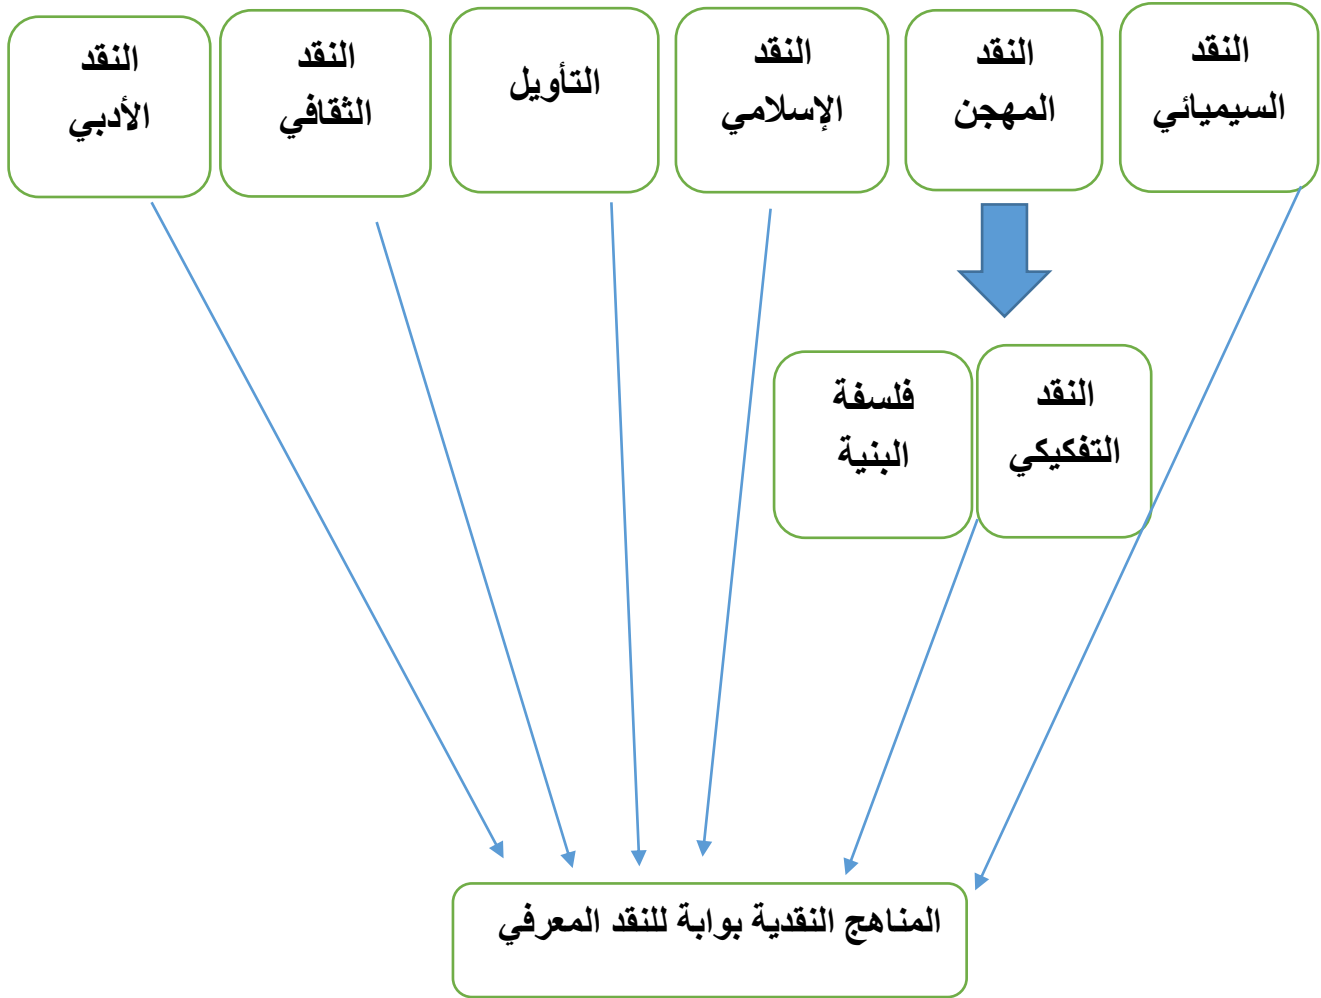 النقد
السيميائي
النقد
المهجن
النقد
الإسلامي
التأويل
النقد
الثقافي
النقد
الأدبي
النقد
التفكيكي
فلسفة
البنية
المناهج النقدية بوابة للنقد المعرفي